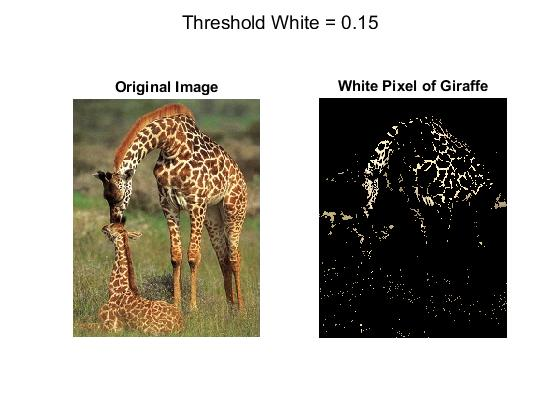 Threshold White = 0.15
Original Image
White Pixel of Giraffe